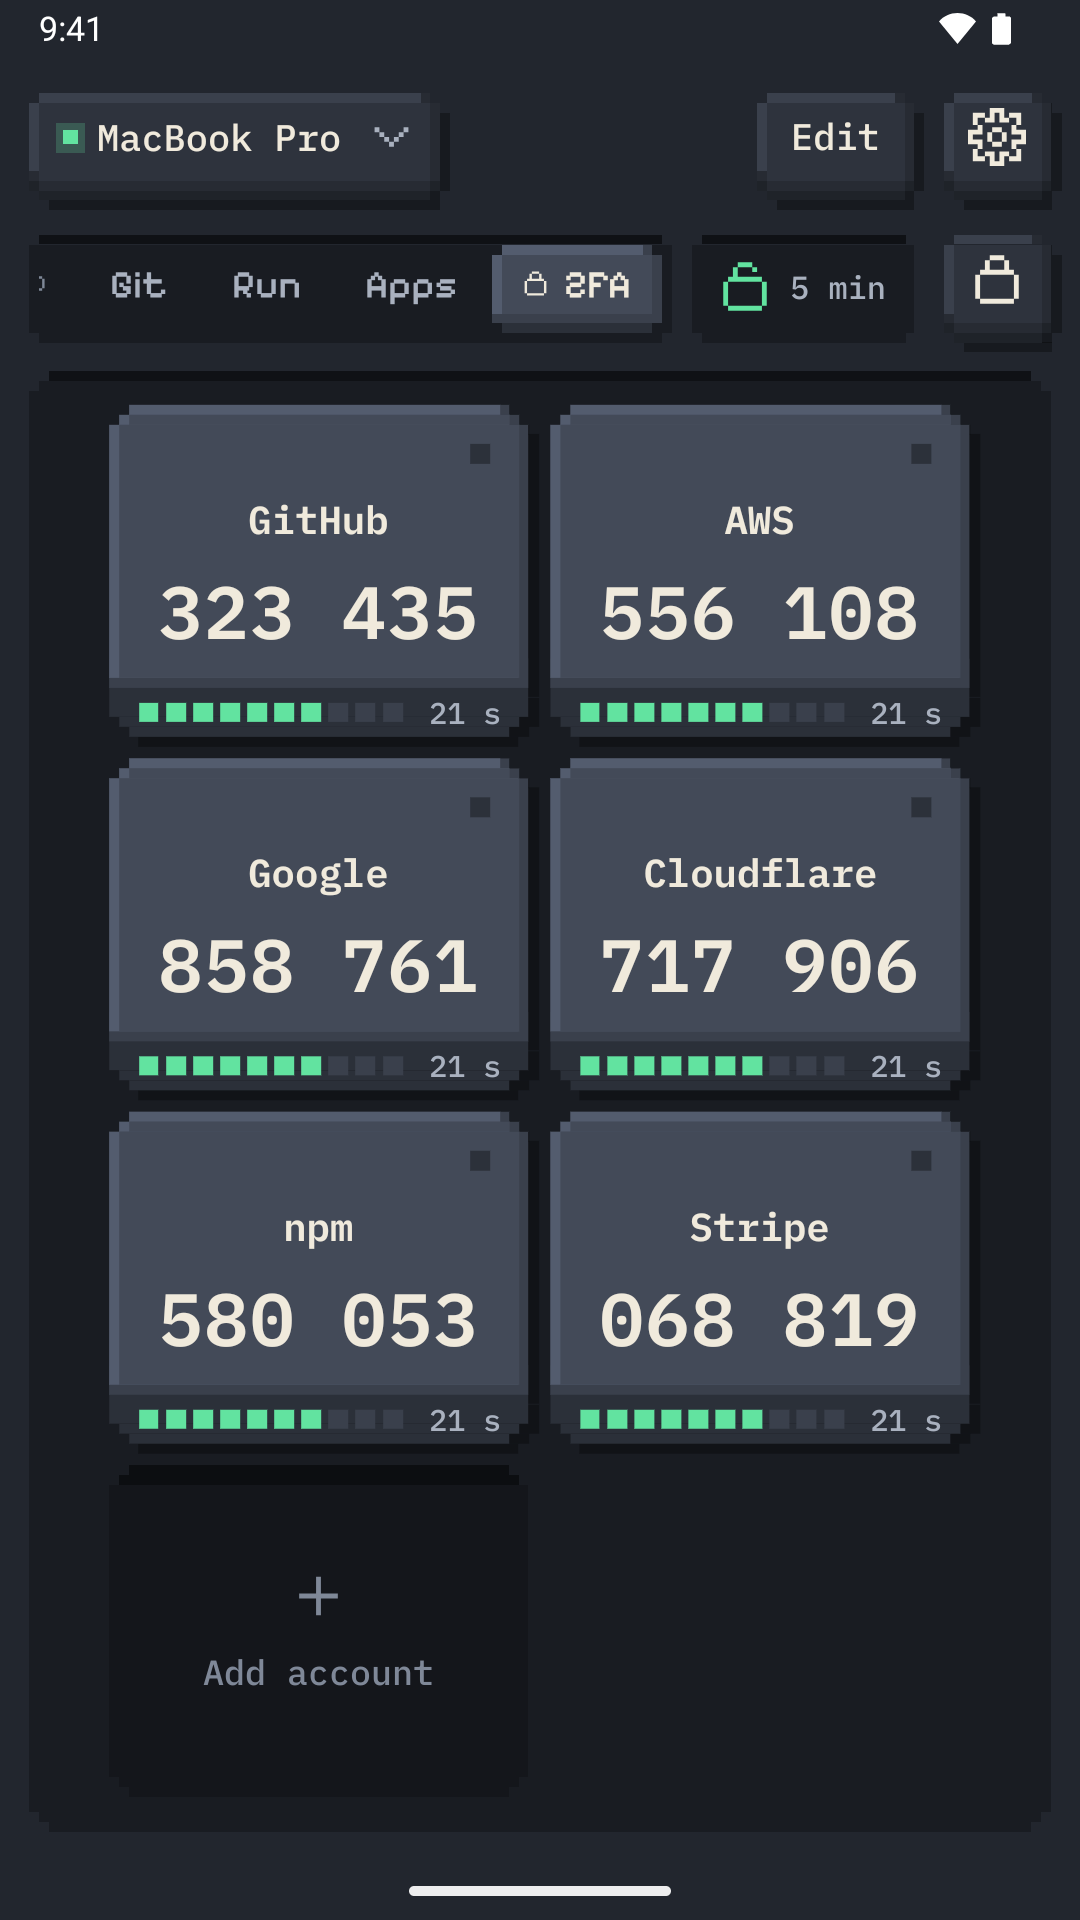 9:41
MacBook Pro
Edit
Git
Run
Apps
2FA
5 min
GitHub
323 435
21 s
AWS
556 108
21 s
Google
858 761
21 s
Cloudflare
717 906
21 s
npm
580 053
21 s
Stripe
068 819
21 s
+
Add account